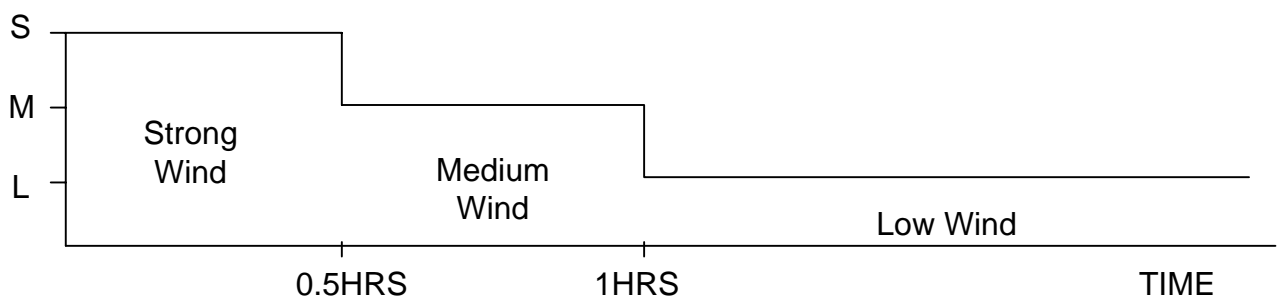 S
M
L
Strong
Wind
Medium
Wind
Low Wind
0.5HRS
1HRS
TIME